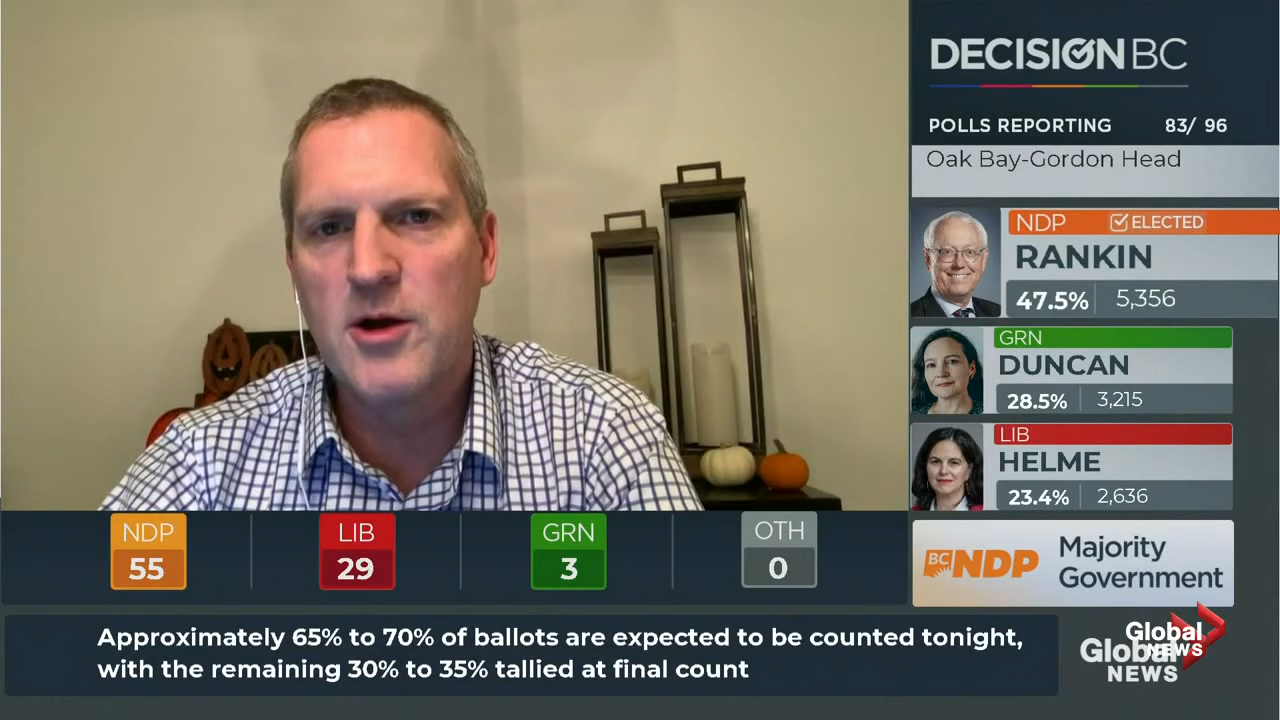 DECISION BC
POLLS REPORTING 83/ 96
Oak Bay-Gordon Head
NDP ELECTED
RANKIN
47.5% 5,356
GRN
DUNCAN
28.5% 3,215
LIB
HELME
23.4% 2,636
BC NDP Majority
Government
NDP LIB GRN OTH
55 29 3 0
Approximately 65% to 70% of ballots are expected to be counted tonight,
with the remaining 30% to 35% tallied at final count
Global
NEWS
Global
NEWS